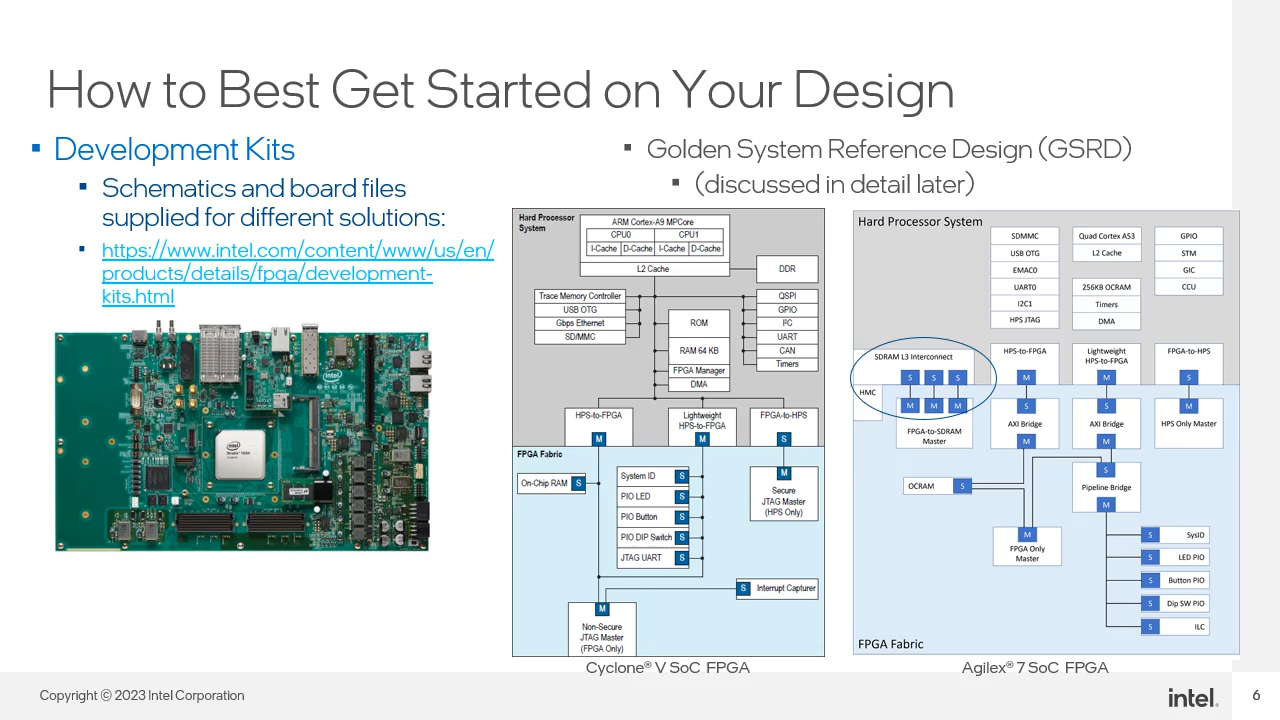 How to Best Get Started on Your Design
▪ Development Kits
▪ Schematics and board files
supplied for different solutions:
▪ https://www.intel.com/content/www/us/en/
products/details/fpga/development-
kits.html
intel
▪ Golden System Reference Design (GSRD)
▪ (discussed in detail later)
Hard Processor
System
ARM Cortex-A9 MPCore
CPU0 CPU1
I-Cache D-Cache I-Cache D-Cache
L2 Cache
DDR
Trace Memory Controller
USB OTG
Gbps Ethernet
SD/MMC
ROM
RAM 64 KB
FPGA Manager
DMA
QSPI
GPIO
I²C
UART
CAN
Timers
HPS-to-FPGA
M
Lightweight
HPS-to-FPGA
M
FPGA-to-HPS
S
FPGA Fabric
On-Chip RAM S
System ID S
PIO LED S
PIO Button S
PIO DIP Switch S
JTAG UART S
M
Secure
JTAG Master
(HPS Only)
S Interrupt Capturer
M
Non-Secure
JTAG Master
(FPGA Only)
Cyclone® V SoC FPGA
Hard Processor System
SDMMC
USB OTG
EMAC0
UART0
I2C1
HPS JTAG
Quad Cortex A53
L2 Cache
256KB OCRAM
Timers
DMA
GPIO
STM
GIC
CCU
SDRAM L3 Interconnect
S S S
HMC
M M M
FPGA-to-SDRAM
Master
HPS-to-FPGA
M
S
AXI Bridge
M
Lightweight
HPS-to-FPGA
M
S
AXI Bridge
M
FPGA-to-HPS
S
M
HPS Only Master
OCRAM S
S
Pipeline Bridge
M
M
FPGA Only
Master
S SysID
S LED PIO
S Button PIO
S Dip SW PIO
S ILC
FPGA Fabric
Agilex® 7 SoC FPGA
Copyright © 2023 Intel Corporation
intel.
6